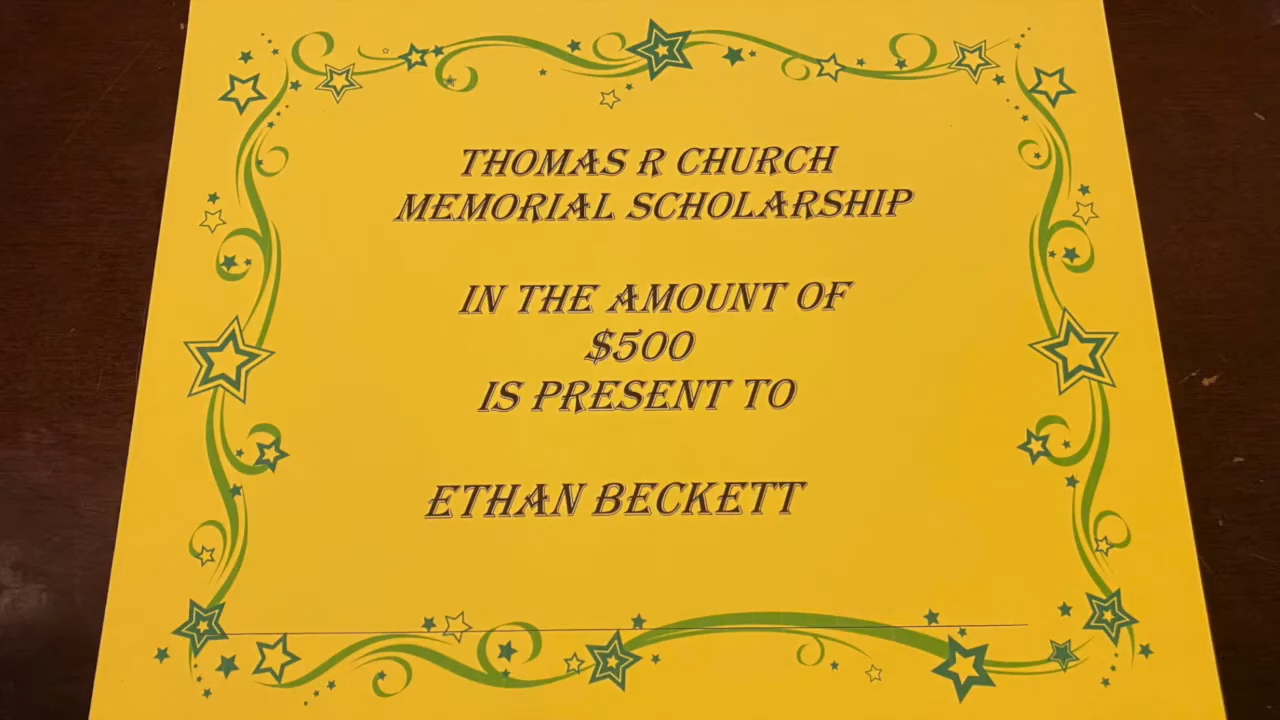 THOMAS R CHURCH
MEMORIAL SCHOLARSHIP
IN THE AMOUNT OF
$500
IS PRESENT TO
ETHAN BECKETT